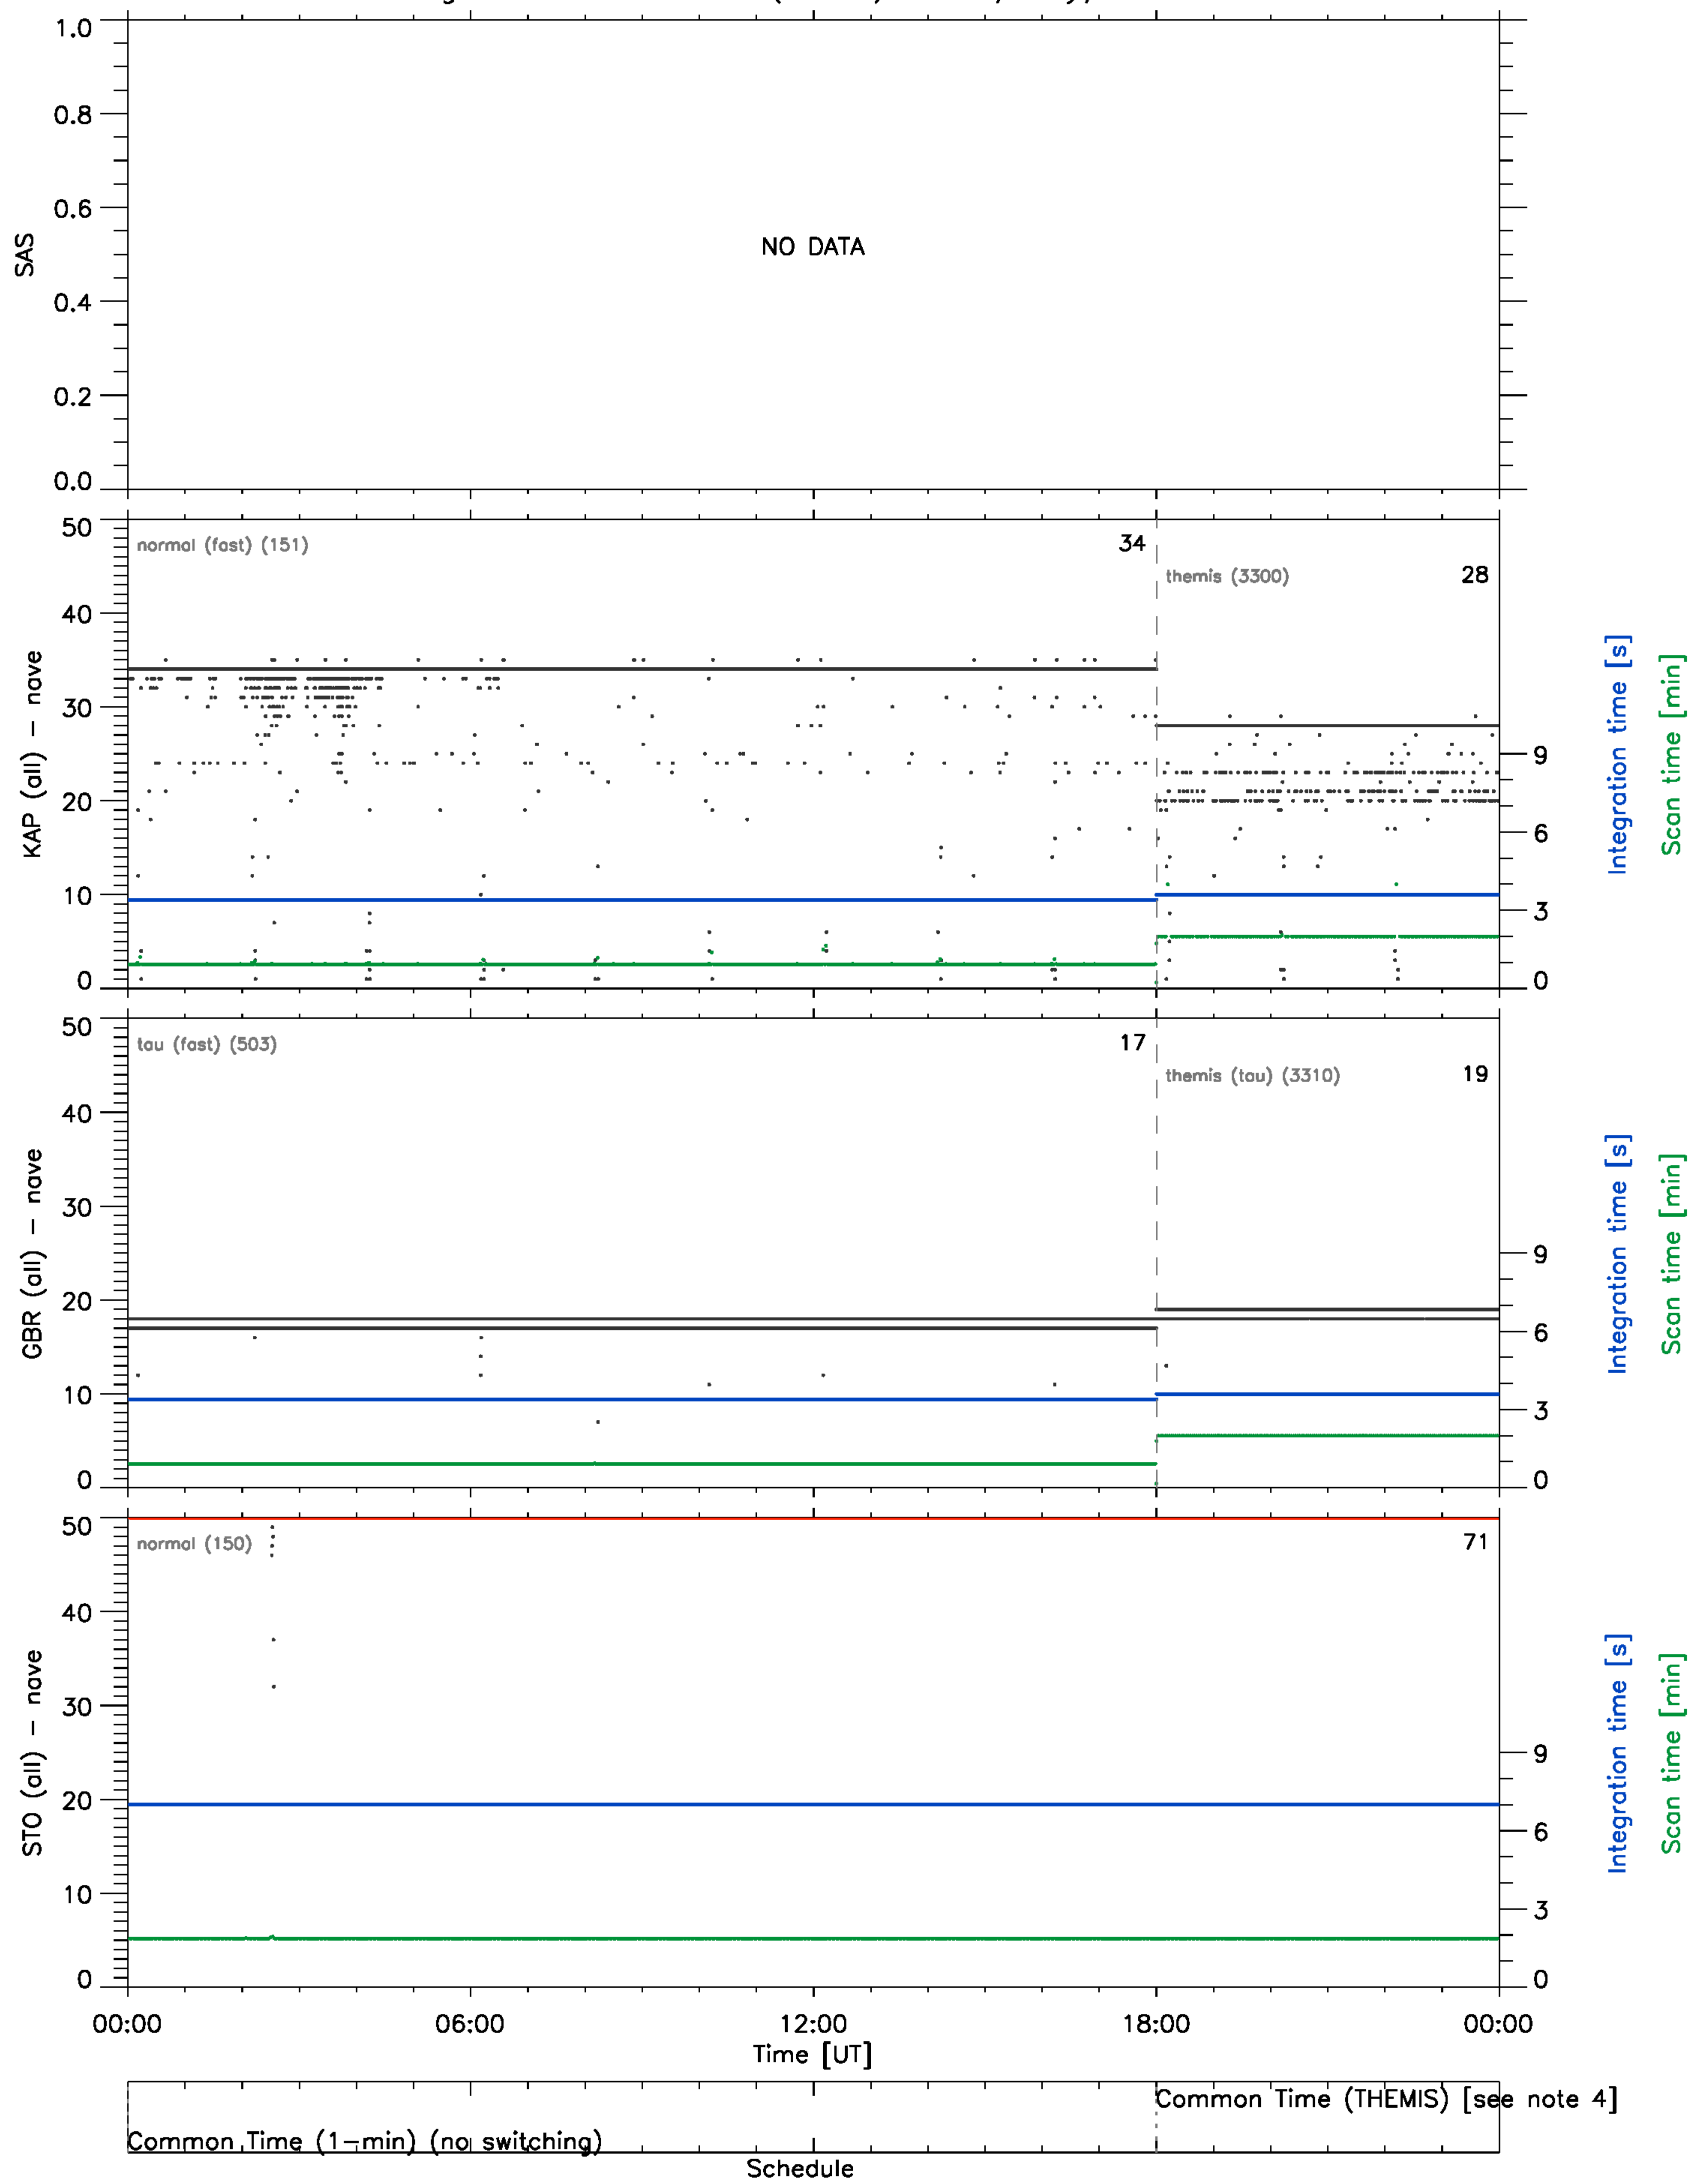 1.0
0.8
0.6
0.4
0.2
0.0
SAS
NO DATA
50
40
30
20
10
0
KAP (all) – nave
normal (fast) (151)
34
themis (3300)
28
9
6
3
0
Integration time [s]
Scan time [min]
50
40
30
20
10
0
GBR (all) – nave
tau (fast) (503)
17
themis (tau) (3310)
19
9
6
3
0
Integration time [s]
Scan time [min]
50
40
30
20
10
0
STO (all) – nave
normal (150)
71
9
6
3
0
Integration time [s]
Scan time [min]
00:00 06:00 12:00 18:00 00:00
Time [UT]
Common Time (THEMIS) [see note 4]
Common Time (1–min) (no switching)
Schedule